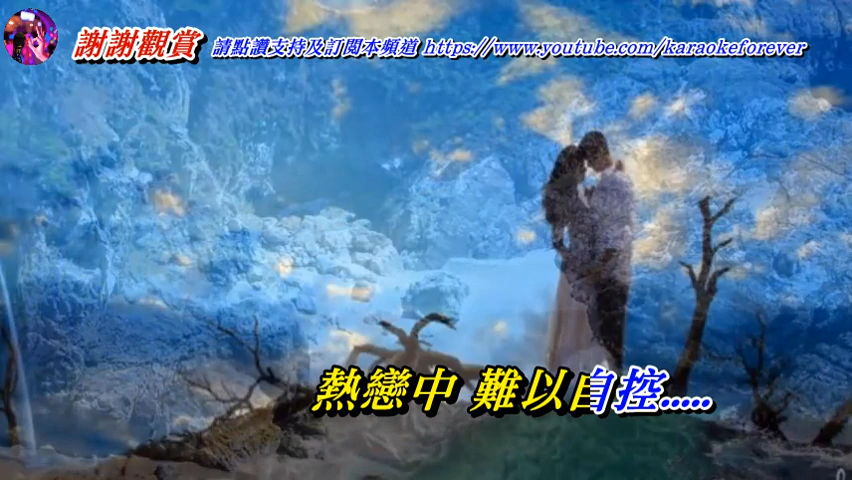 謝謝觀賞 請點讚支持及訂閱本頻道 https://www.youtube.com/karaokeforever
熱戀中 難以自控.....